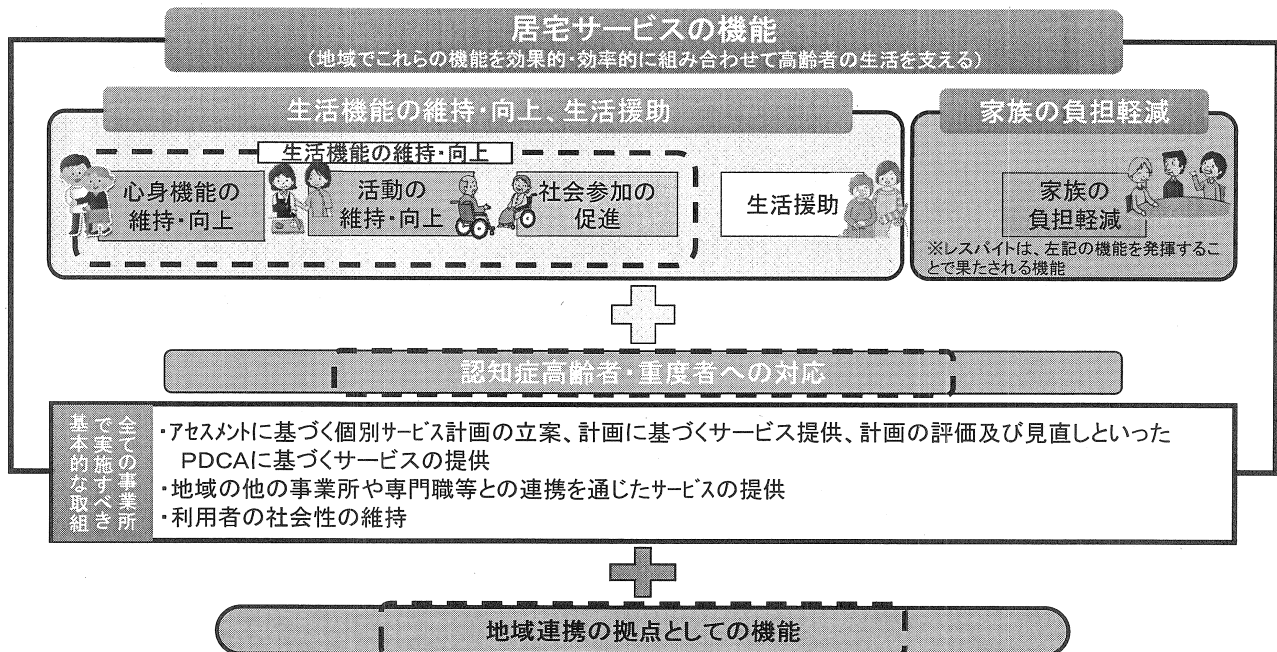 居宅サービスの機能
(地域でこれらの機能を効果的・効率的に組み合わせて高齢者の生活を支える)
生活機能の維持・向上、生活援助
家族の負担軽減
生活機能の維持・向上
心身機能の
維持・向上
活動の
維持・向上
社会参加の
促進
生活援助
家族の
負担軽減
※レスパイトは、左記の機能を発揮するこ
とで果たされる機能
認知症高齢者・重度者への対応
全ての事業所
で実施すべき
基本的な取組
・アセスメントに基づく個別サービス計画の立案、計画に基づくサービス提供、計画の評価及び見直しといった
PDCAに基づくサービスの提供
・地域の他の事業所や専門職等との連携を通じたサービスの提供
・利用者の社会性の維持
地域連携の拠点としての機能